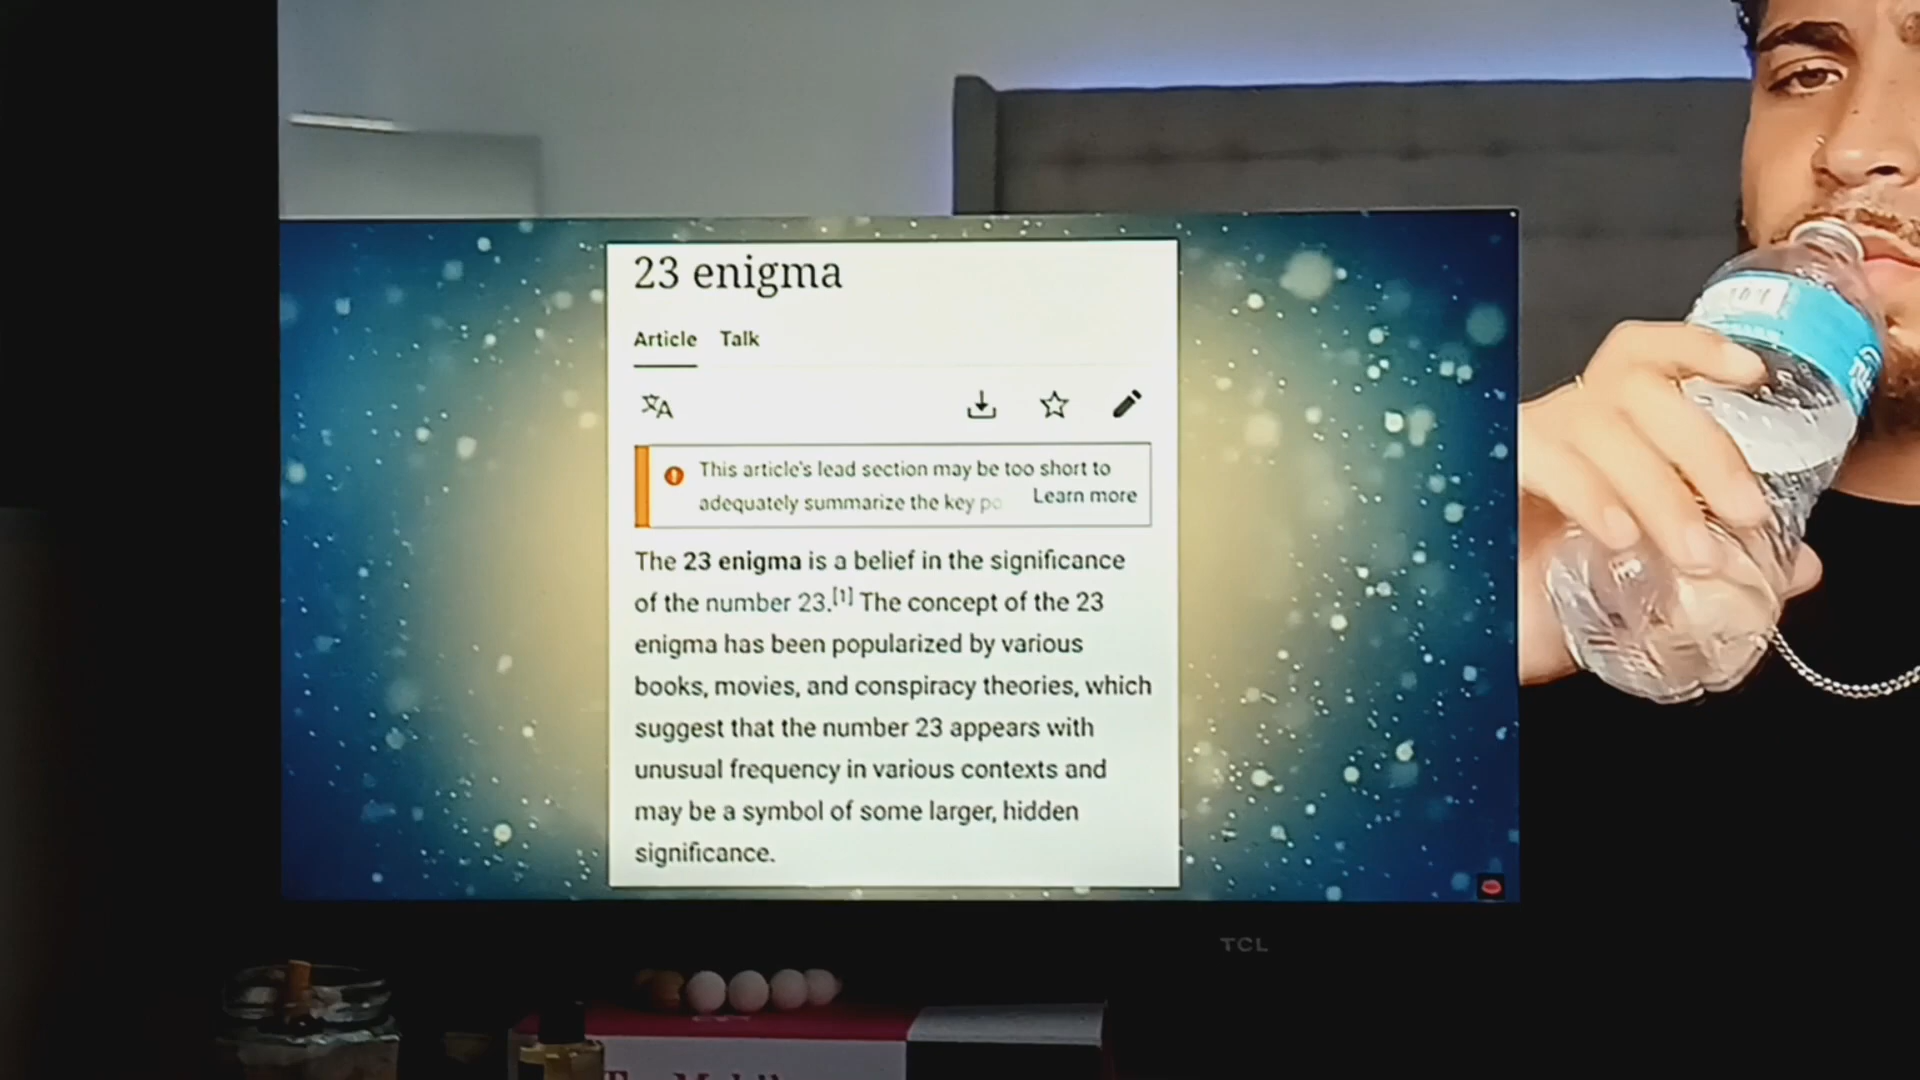 23 enigma
Article Talk
This article's lead section may be too short to
adequately summarize the key po Learn more
The 23 enigma is a belief in the significance
of the number 23.[1] The concept of the 23
enigma has been popularized by various
books, movies, and conspiracy theories, which
suggest that the number 23 appears with
unusual frequency in various contexts and
may be a symbol of some larger, hidden
significance.
TCL